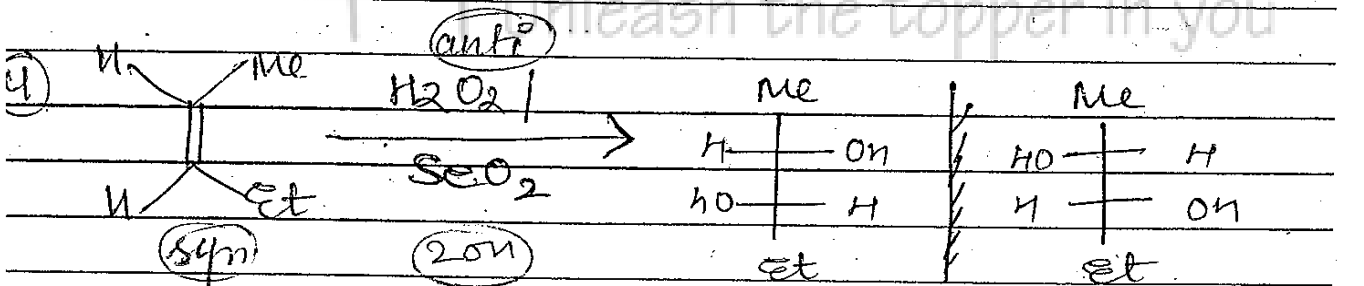 unleash the topper in you
anti
4 H Me H2O2 / Me Me
H OH HO H
SeO2
H Et HO H H OH
syn 2OH Et Et